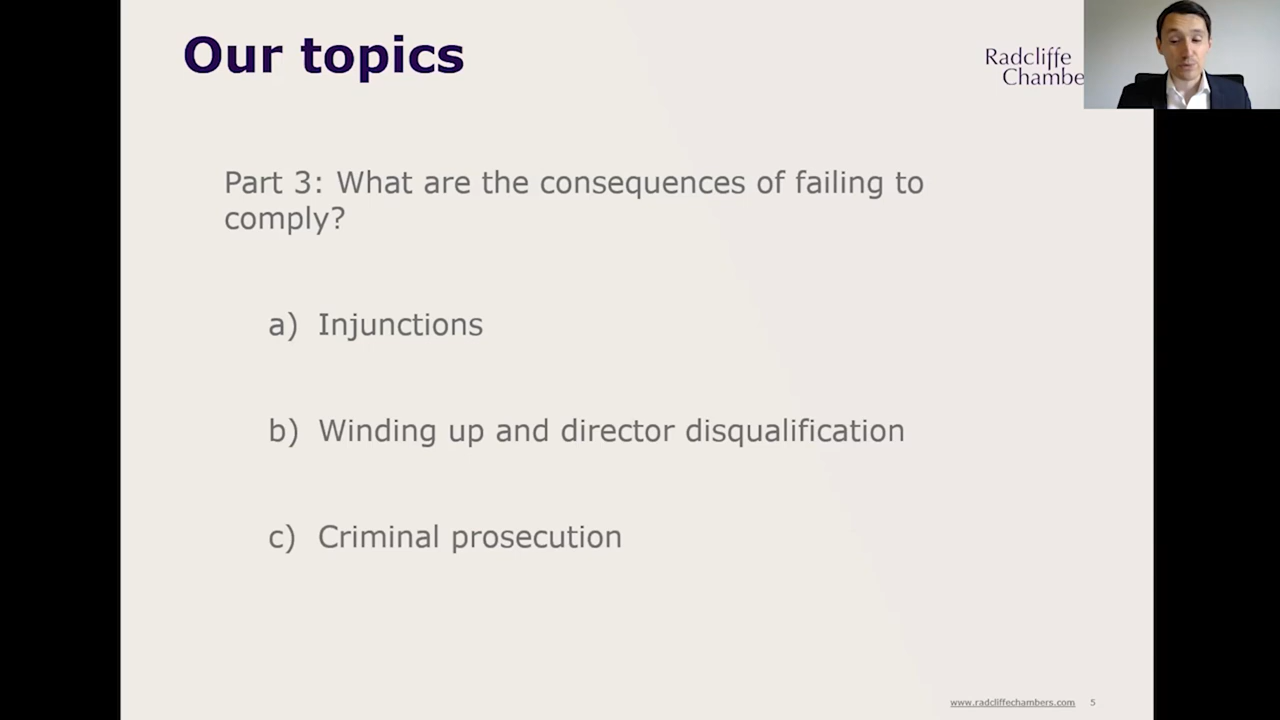 Our topics
Radcliffe
Chambe
Part 3: What are the consequences of failing to
comply?
a) Injunctions
b) Winding up and director disqualification
c) Criminal prosecution
www.radcliffechambers.com 5